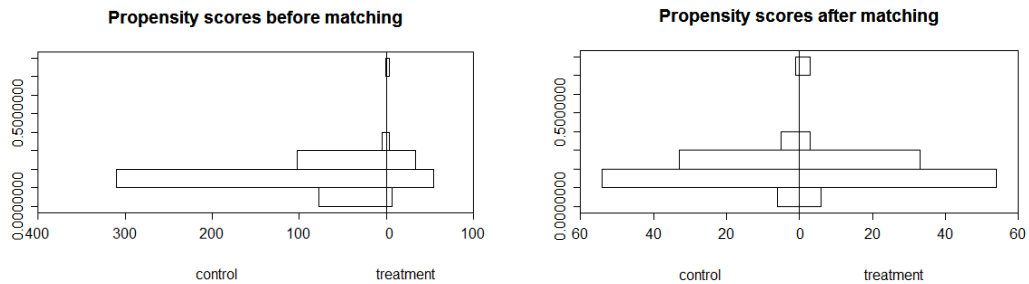 Propensity scores before matching
0.0000000 0.5000000
400 300 200 100 0 100
control treatment
Propensity scores after matching
0.0000000 0.5000000
60 40 20 0 20 40 60
control treatment